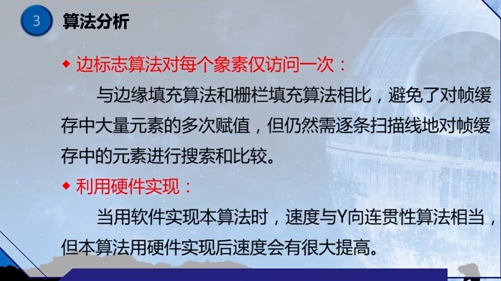 3 算法分析
◆ 边标志算法对每个象素仅访问一次：
与边缘填充算法和栅栏填充算法相比，避免了对帧缓
存中大量元素的多次赋值，但仍然需逐条扫描线地对帧缓
存中的元素进行搜索和比较。
◆ 利用硬件实现：
当用软件实现本算法时，速度与Y向连贯性算法相当，
但本算法用硬件实现后速度会有很大提高。